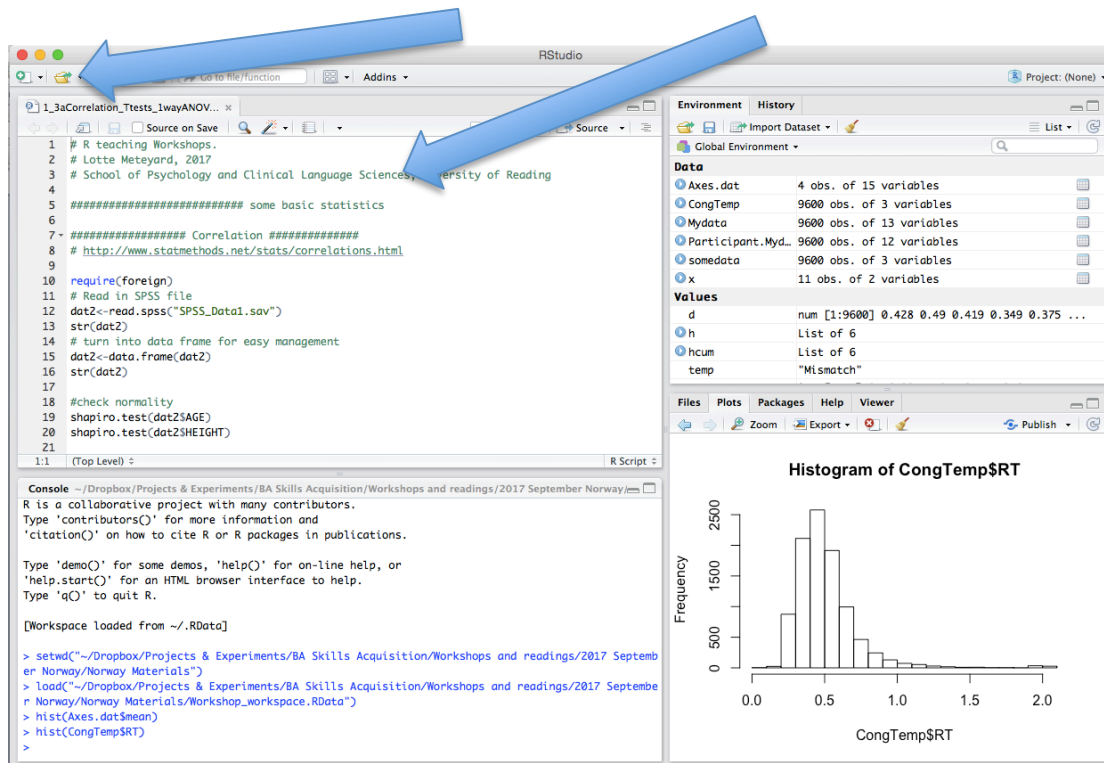 RStudio
Go to file/function
Addins
Project: (None)
1_3aCorrelation_Ttests_1wayANOV...
Source on Save
Source
1 # R teaching Workshops.
2 # Lotte Meteyard, 2017
3 # School of Psychology and Clinical Language Sciences, ersity of Reading
4
5 ########################### some basic statistics
6
7 ################## Correlation ##############
8 # http://www.statmethods.net/stats/correlations.html
9
10 require(foreign)
11 # Read in SPSS file
12 dat2<-read.spss("SPSS_Data1.sav")
13 str(dat2)
14 # turn into data frame for easy management
15 dat2<-data.frame(dat2)
16 str(dat2)
17
18 #check normality
19 shapiro.test(dat2$AGE)
20 shapiro.test(dat2$HEIGHT)
21
1:1 (Top Level) R Script
Console ~/Dropbox/Projects & Experiments/BA Skills Acquisition/Workshops and readings/2017 September Norway/
R is a collaborative project with many contributors.
Type 'contributors()' for more information and
'citation()' on how to cite R or R packages in publications.
Type 'demo()' for some demos, 'help()' for on-line help, or
'help.start()' for an HTML browser interface to help.
Type 'q()' to quit R.
[Workspace loaded from ~/.RData]
> setwd("~/Dropbox/Projects & Experiments/BA Skills Acquisition/Workshops and readings/2017 Septemb
er Norway/Norway Materials")
> load("~/Dropbox/Projects & Experiments/BA Skills Acquisition/Workshops and readings/2017 Septembe
r Norway/Norway Materials/Workshop_workspace.RData")
> hist(Axes.dat$mean)
> hist(CongTemp$RT)
>
Environment History
Import Dataset
List
Global Environment
Data
Axes.dat 4 obs. of 15 variables
CongTemp 9600 obs. of 3 variables
Mydata 9600 obs. of 13 variables
Participant.Myd… 9600 obs. of 12 variables
somedata 9600 obs. of 3 variables
x 11 obs. of 2 variables
Values
d num [1:9600] 0.428 0.49 0.419 0.349 0.375 ...
h List of 6
hcum List of 6
temp "Mismatch"
Files Plots Packages Help Viewer
Zoom Export Publish
Histogram of CongTemp$RT
Frequency
2500
1500
500
0
0.0 0.5 1.0 1.5 2.0
CongTemp$RT